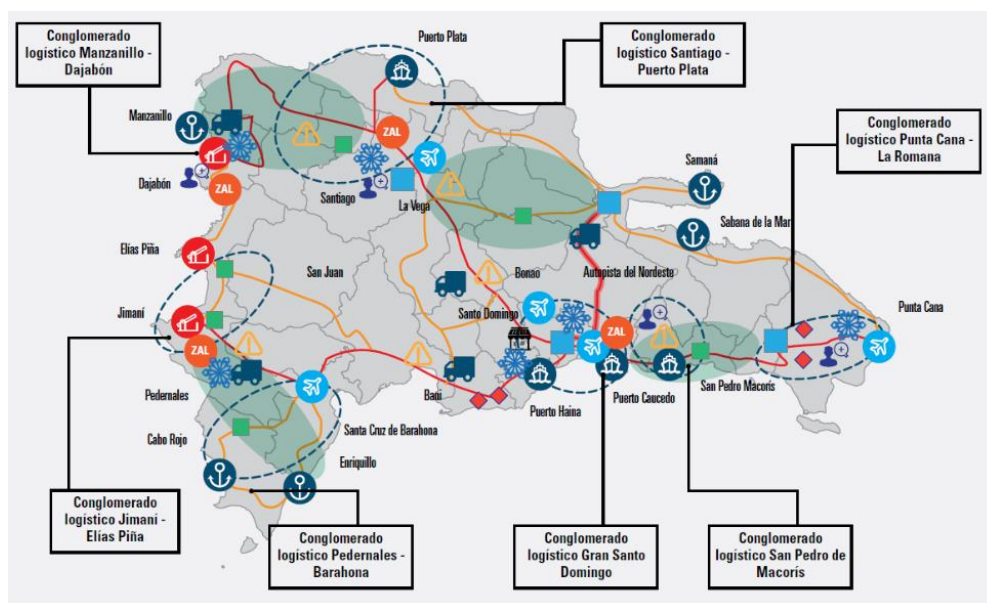 Conglomerado
logístico Manzanillo -
Dajabón
Puerto Plata
Conglomerado
logístico Santiago -
Puerto Plata
Conglomerado
logístico Punta Cana -
La Romana
Manzanillo
ZAL
Dajabón
ZAL
Santiago
La Vega
Samaná
Sabana de la Mar
Elías Piña
San Juan
Bonao
Autopista del Nordeste
Jimaní
Santo Domingo
ZAL
Punta Cana
ZAL
Pedernales
Baní
Puerto Haina
Puerto Caucedo
San Pedro Macorís
Cabo Rojo
Santa Cruz de Barahona
Enriquillo
Conglomerado
logístico Jimaní -
Elías Piña
Conglomerado
logístico Pedernales -
Barahona
Conglomerado
logístico Gran Santo
Domingo
Conglomerado
logístico San Pedro de
Macorís